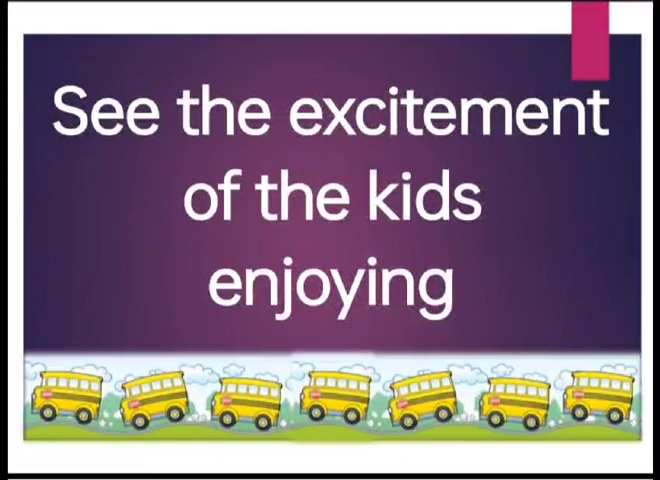 See the excitement
of the kids
enjoying